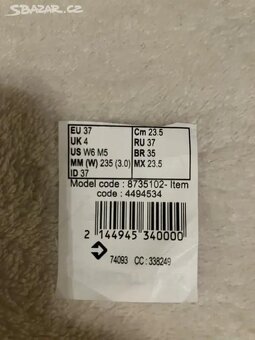 SBAZAR.CZ
EU 37
UK 4
US W6 M5
MM (W) 235 (3.0)
ID 37
Cm 23.5
RU 37
BR 35
MX 23.5
Model code : 8735102- Item
code : 4494534
2 144945 340000
74093 CC : 338249